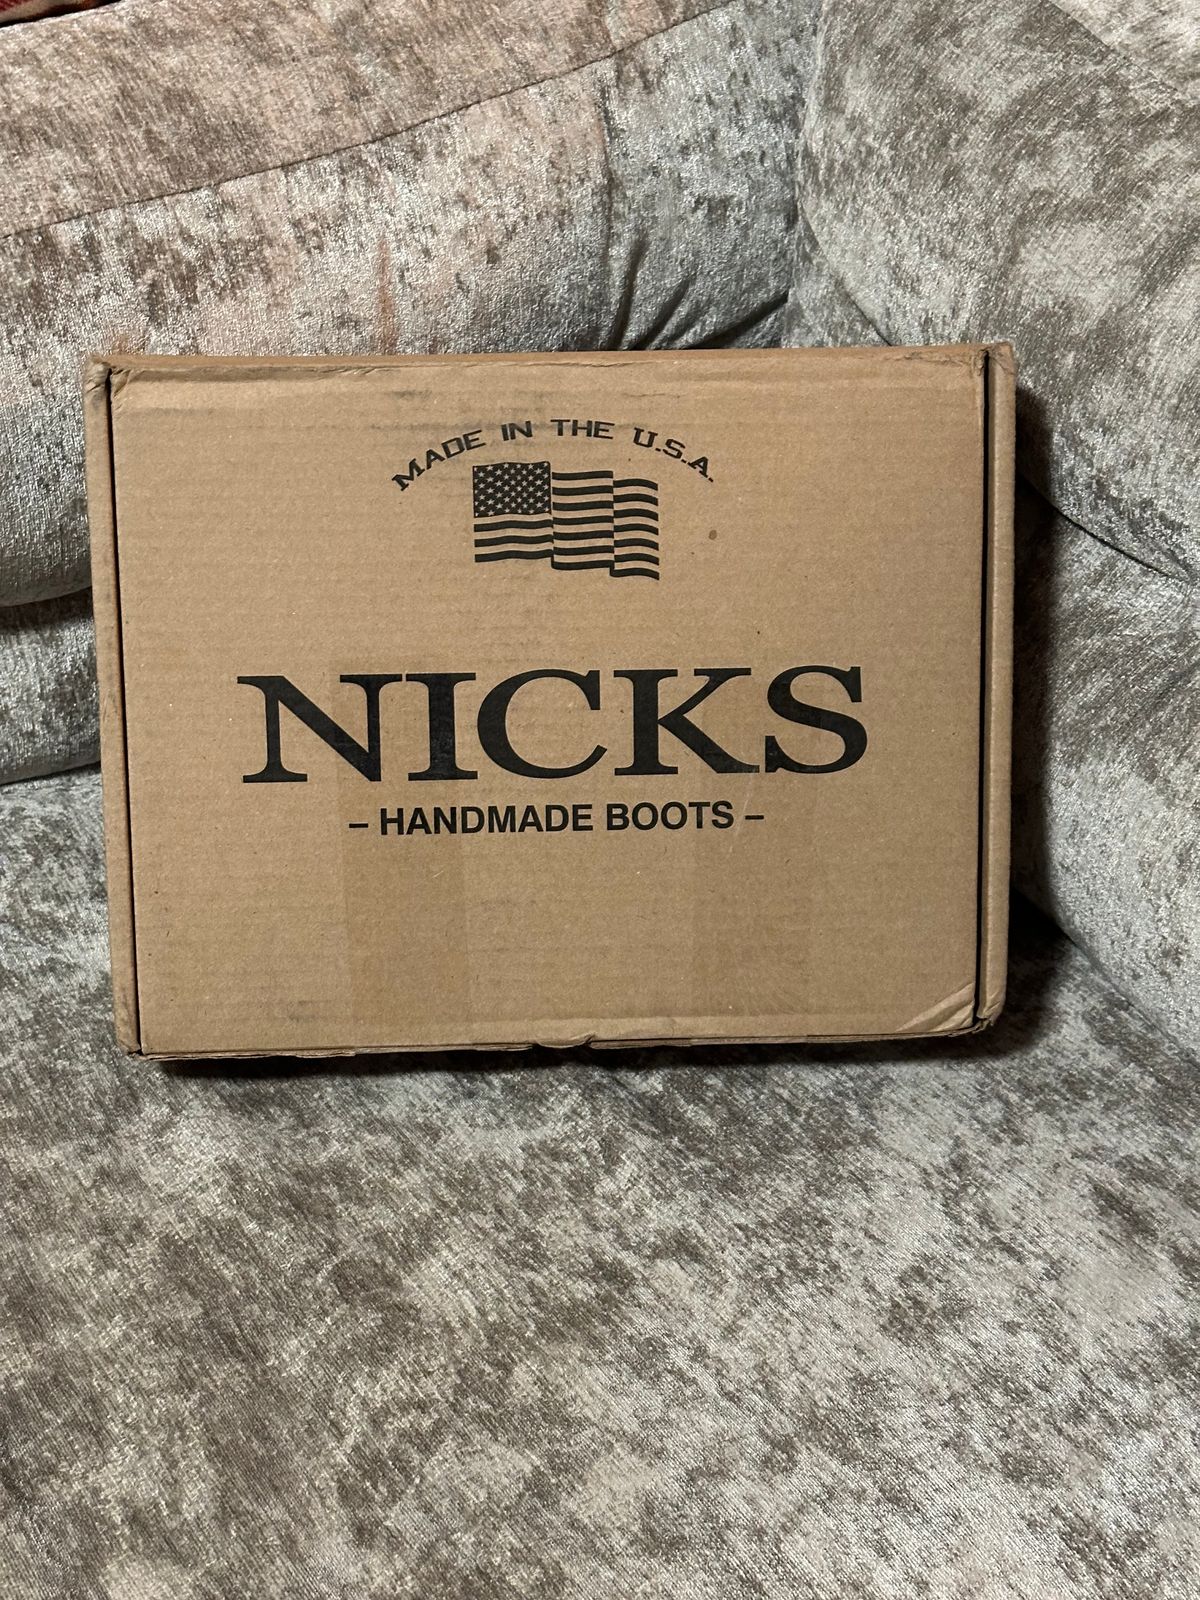 MADE IN THE U.S.A.
NICKS
– HANDMADE BOOTS –